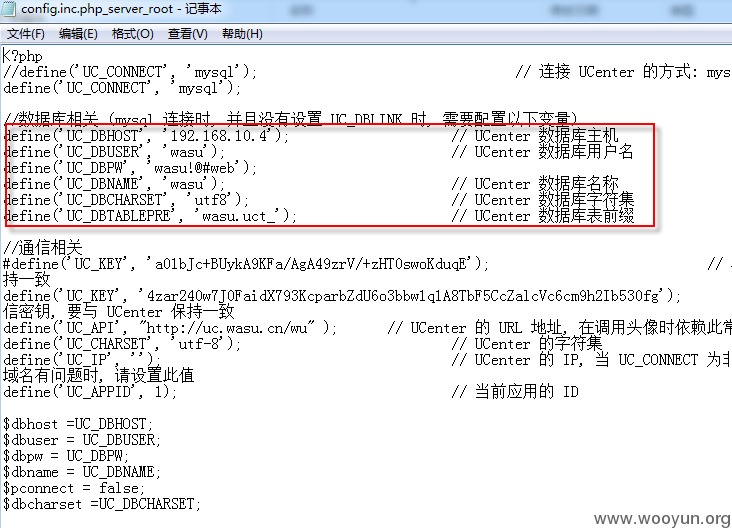 config.inc.php_server_root - 记事本
文件(F) 编辑(E) 格式(O) 查看(V) 帮助(H)
<?php
//define('UC_CONNECT', 'mysql'); // 连接 UCenter 的方式: mys
define('UC_CONNECT', 'mysql');
//数据库相关 (mysql 连接时, 并且没有设置 UC_DBLINK 时, 需要配置以下变量)
define('UC_DBHOST', '192.168.10.4'); // UCenter 数据库主机
define('UC_DBUSER', 'wasu'); // UCenter 数据库用户名
define('UC_DBPW', 'wasu!@#web');
define('UC_DBNAME', 'wasu'); // UCenter 数据库名称
define('UC_DBCHARSET', 'utf8'); // UCenter 数据库字符集
define('UC_DBTABLEPRE', 'wasu.uct_'); // UCenter 数据库表前缀
//通信相关
#define('UC_KEY', 'a01bJc+BUykA9KFa/AgA49zrV/+zHT0swoKduqE'); //
持一致
define('UC_KEY', '4zar240w7J0FaidX793KcparbZdU6o3bbw1q1A8TbF5CcZalcVc6cm9h2Ib530fg');
信密钥, 要与 UCenter 保持一致
define('UC_API', "http://uc.wasu.cn/wu" ); // UCenter 的 URL 地址, 在调用头像时依赖此常
define('UC_CHARSET', 'utf-8'); // UCenter 的字符集
define('UC_IP', ''); // UCenter 的 IP, 当 UC_CONNECT 为非
域名有问题时, 请设置此值
define('UC_APPID', 1); // 当前应用的 ID
$dbhost =UC_DBHOST;
$dbuser = UC_DBUSER;
$dbpw = UC_DBPW;
$dbname = UC_DBNAME;
$pconnect = false;
$dbcharset =UC_DBCHARSET;
www.wooyun.org